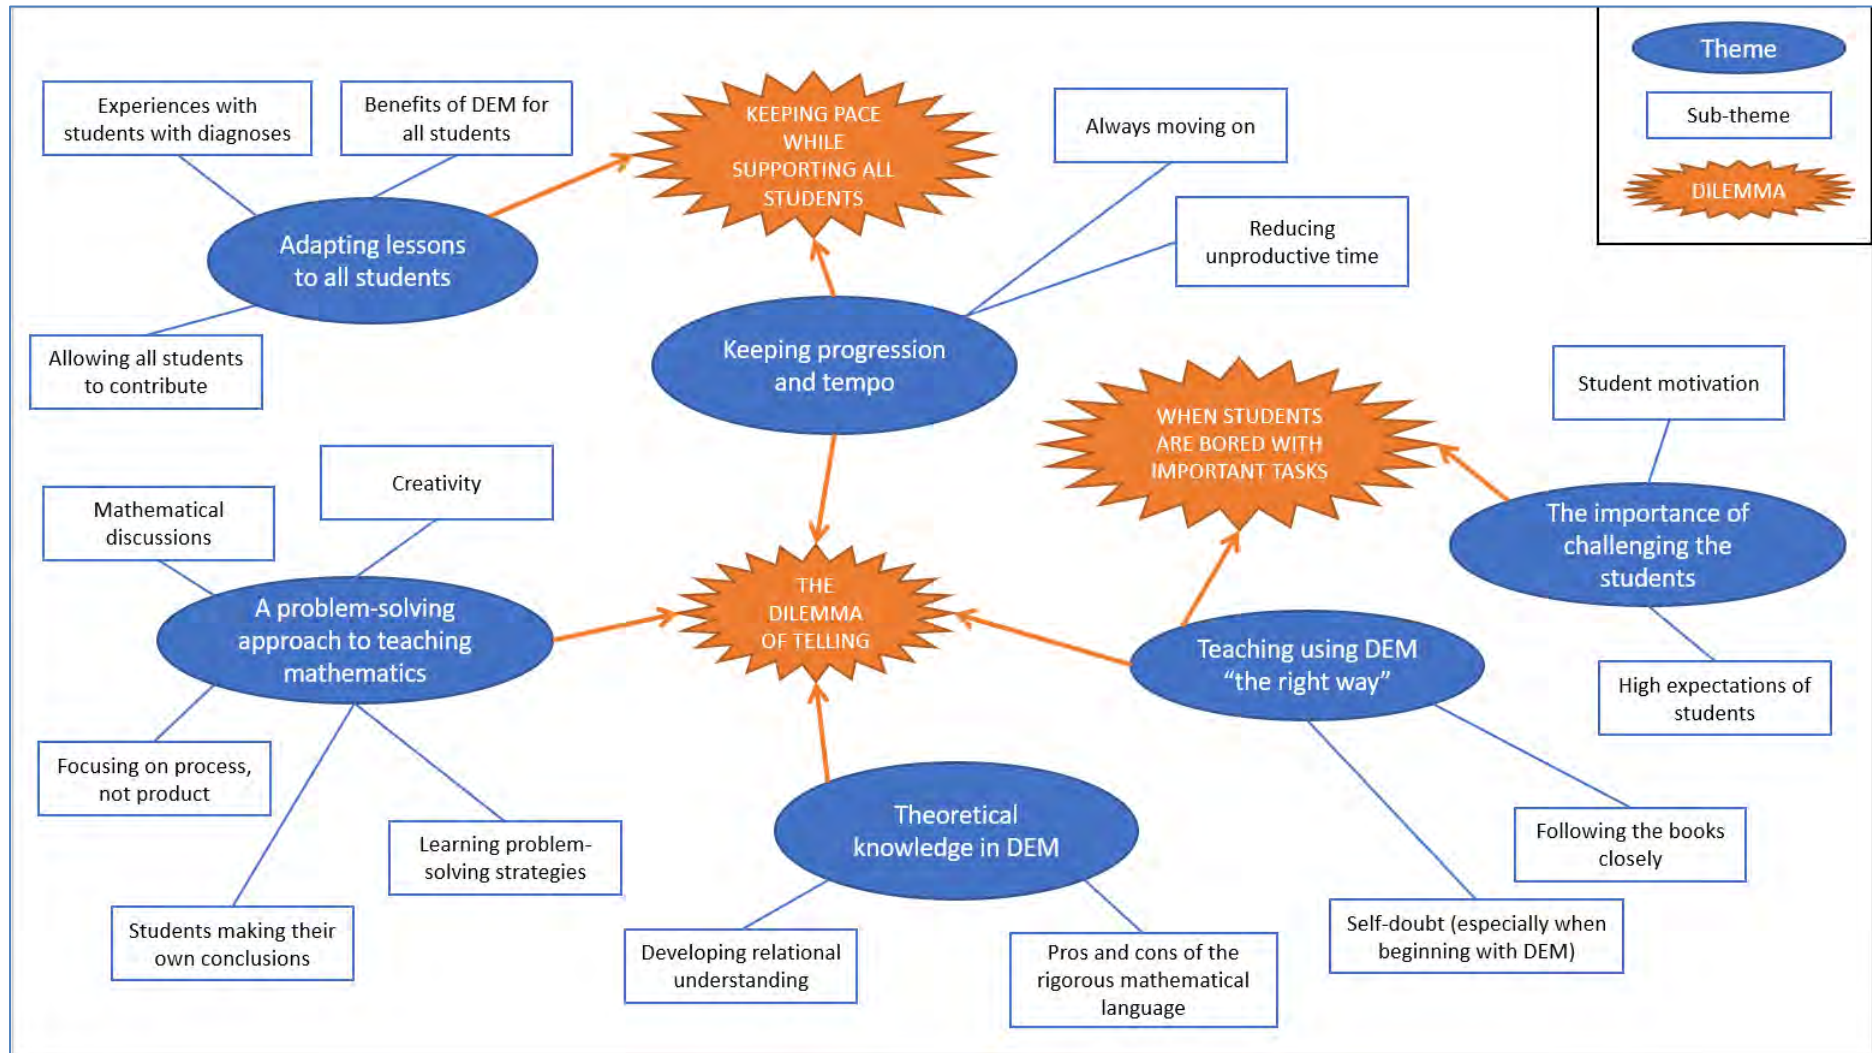 Theme
Sub-theme
DILEMMA
Experiences with
students with diagnoses
Benefits of DEM for
all students
KEEPING PACE
WHILE
SUPPORTING ALL
STUDENTS
Always moving on
Reducing
unproductive time
Adapting lessons
to all students
Allowing all students
to contribute
Keeping progression
and tempo
Student motivation
WHEN STUDENTS
ARE BORED WITH
IMPORTANT TASKS
Creativity
Mathematical
discussions
The importance of
challenging the
students
A problem-solving
approach to teaching
mathematics
THE
DILEMMA
OF TELLING
Teaching using DEM
“the right way”
High expectations of
students
Focusing on process,
not product
Theoretical
knowledge in DEM
Following the books
closely
Learning problem-
solving strategies
Students making their
own conclusions
Developing relational
understanding
Pros and cons of the
rigorous mathematical
language
Self-doubt (especially when
beginning with DEM)